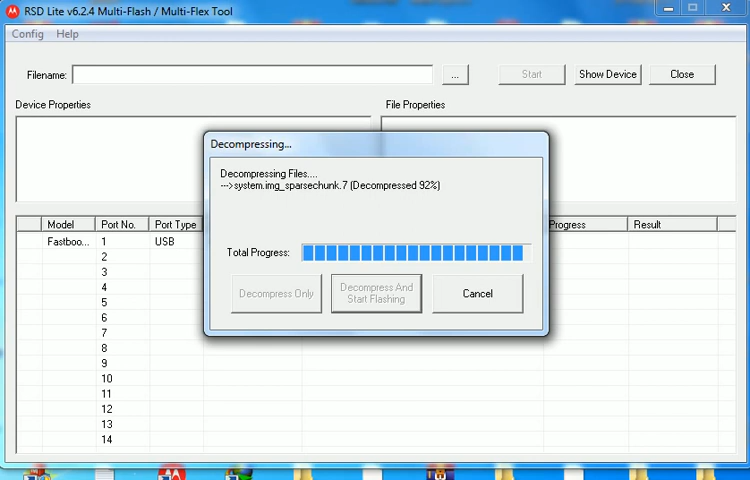 RSD Lite v6.2.4 Multi-Flash / Multi-Flex Tool
Config Help
Filename: ... Start Show Device Close
Device Properties File Properties
Decompressing...
Decompressing Files....
--->system.img_sparsechunk.7 (Decompressed 92%)
Total Progress:
Decompress Only Decompress And Start Flashing Cancel
Model Port No. Port Type Progress Result
Fastboo... 1 USB
2
3
4
5
6
7
8
9
10
11
12
13
14